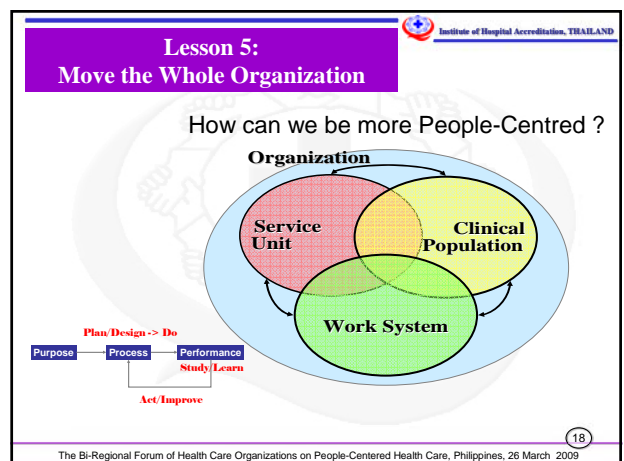 Institute of Hospital Accreditation, THAILAND
Lesson 5:
Move the Whole Organization
How can we be more People-Centred ?
Organization
Service
Unit
Clinical
Population
Work System
Plan/Design -> Do
Purpose
Process
Performance
Study/Learn
Act/Improve
18
The Bi-Regional Forum of Health Care Organizations on People-Centered Health Care, Philippines, 26 March 2009